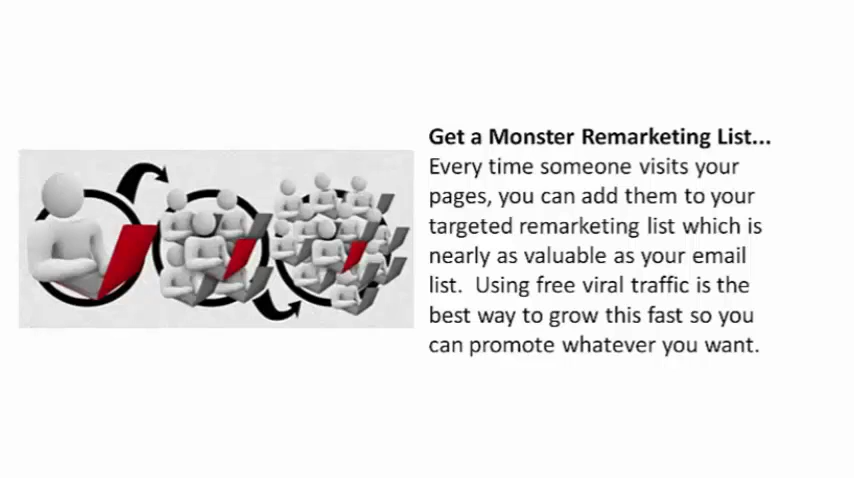 Get a Monster Remarketing List...
Every time someone visits your
pages, you can add them to your
targeted remarketing list which is
nearly as valuable as your email
list.  Using free viral traffic is the
best way to grow this fast so you
can promote whatever you want.